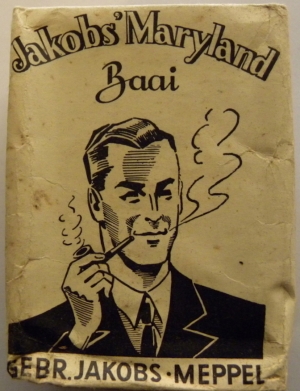 Jakobs' Maryland
Baai
GEBR. JAKOBS · MEPPEL